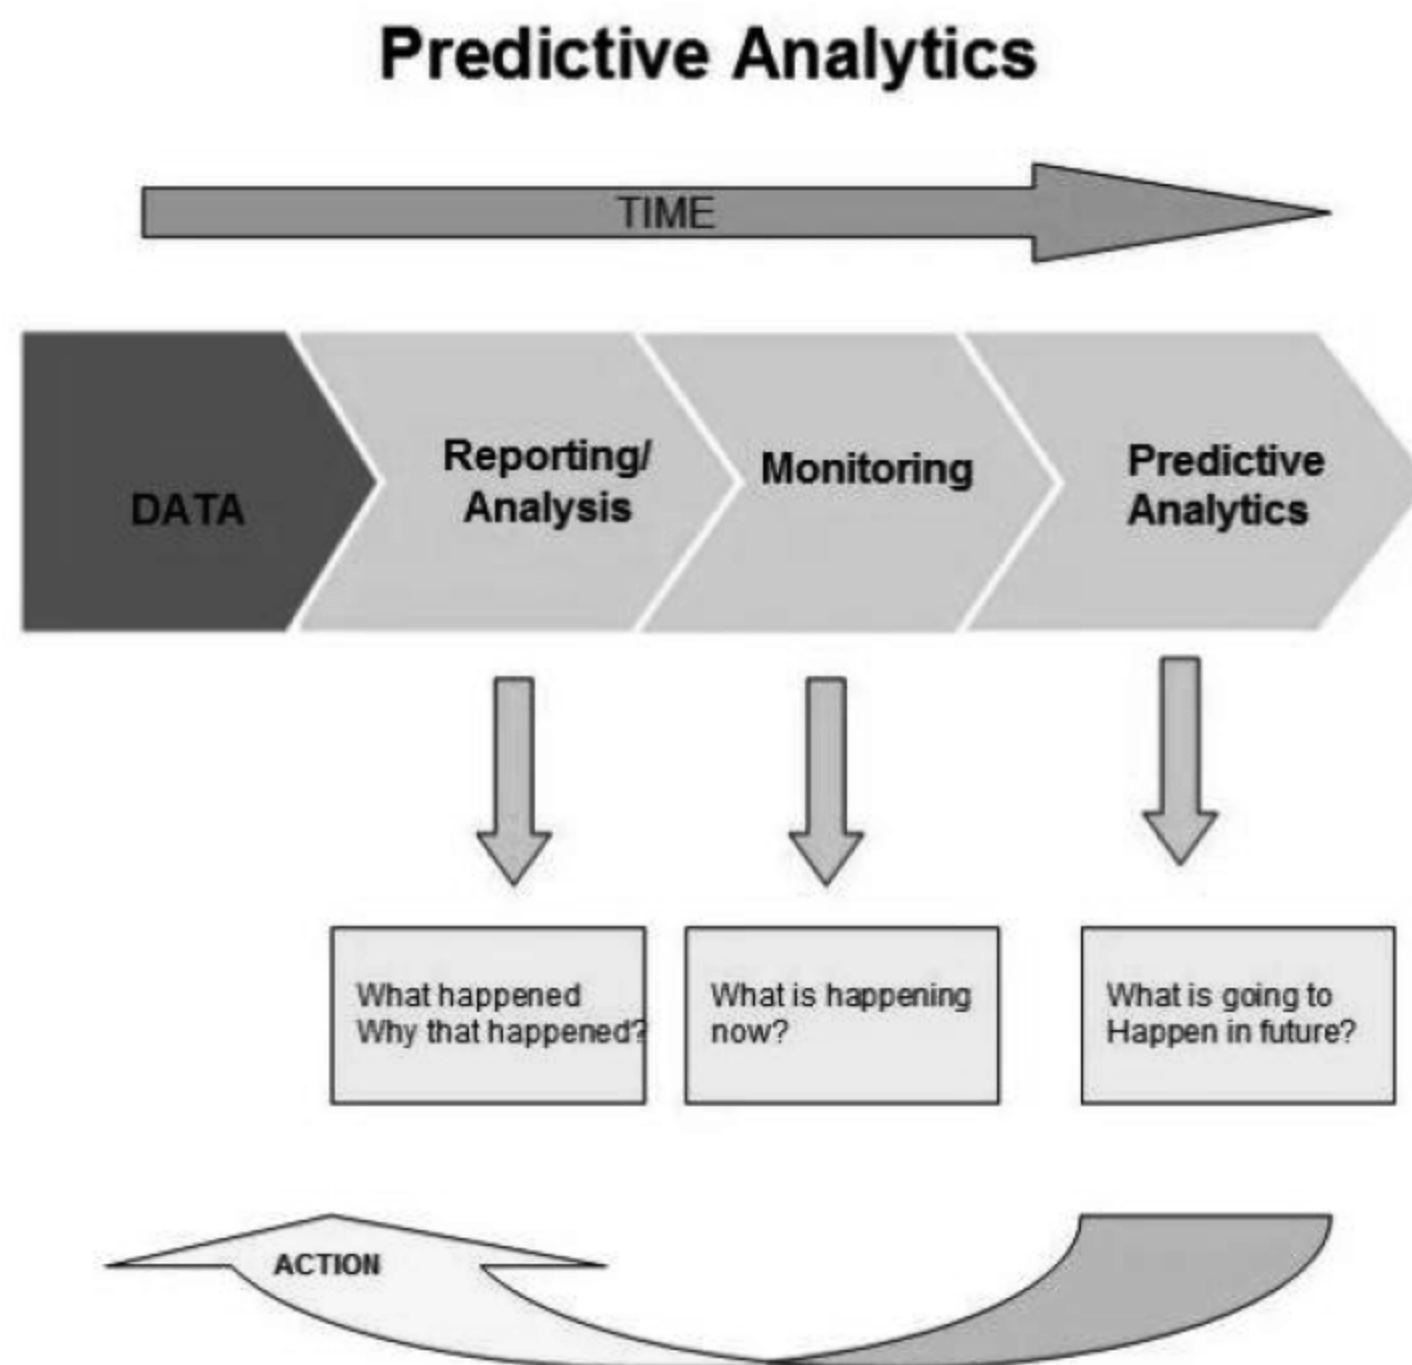 Predictive Analytics
TIME
DATA
Reporting/
Analysis
Monitoring
Predictive
Analytics
What happened
Why that happened?
What is happening
now?
What is going to
Happen in future?
ACTION